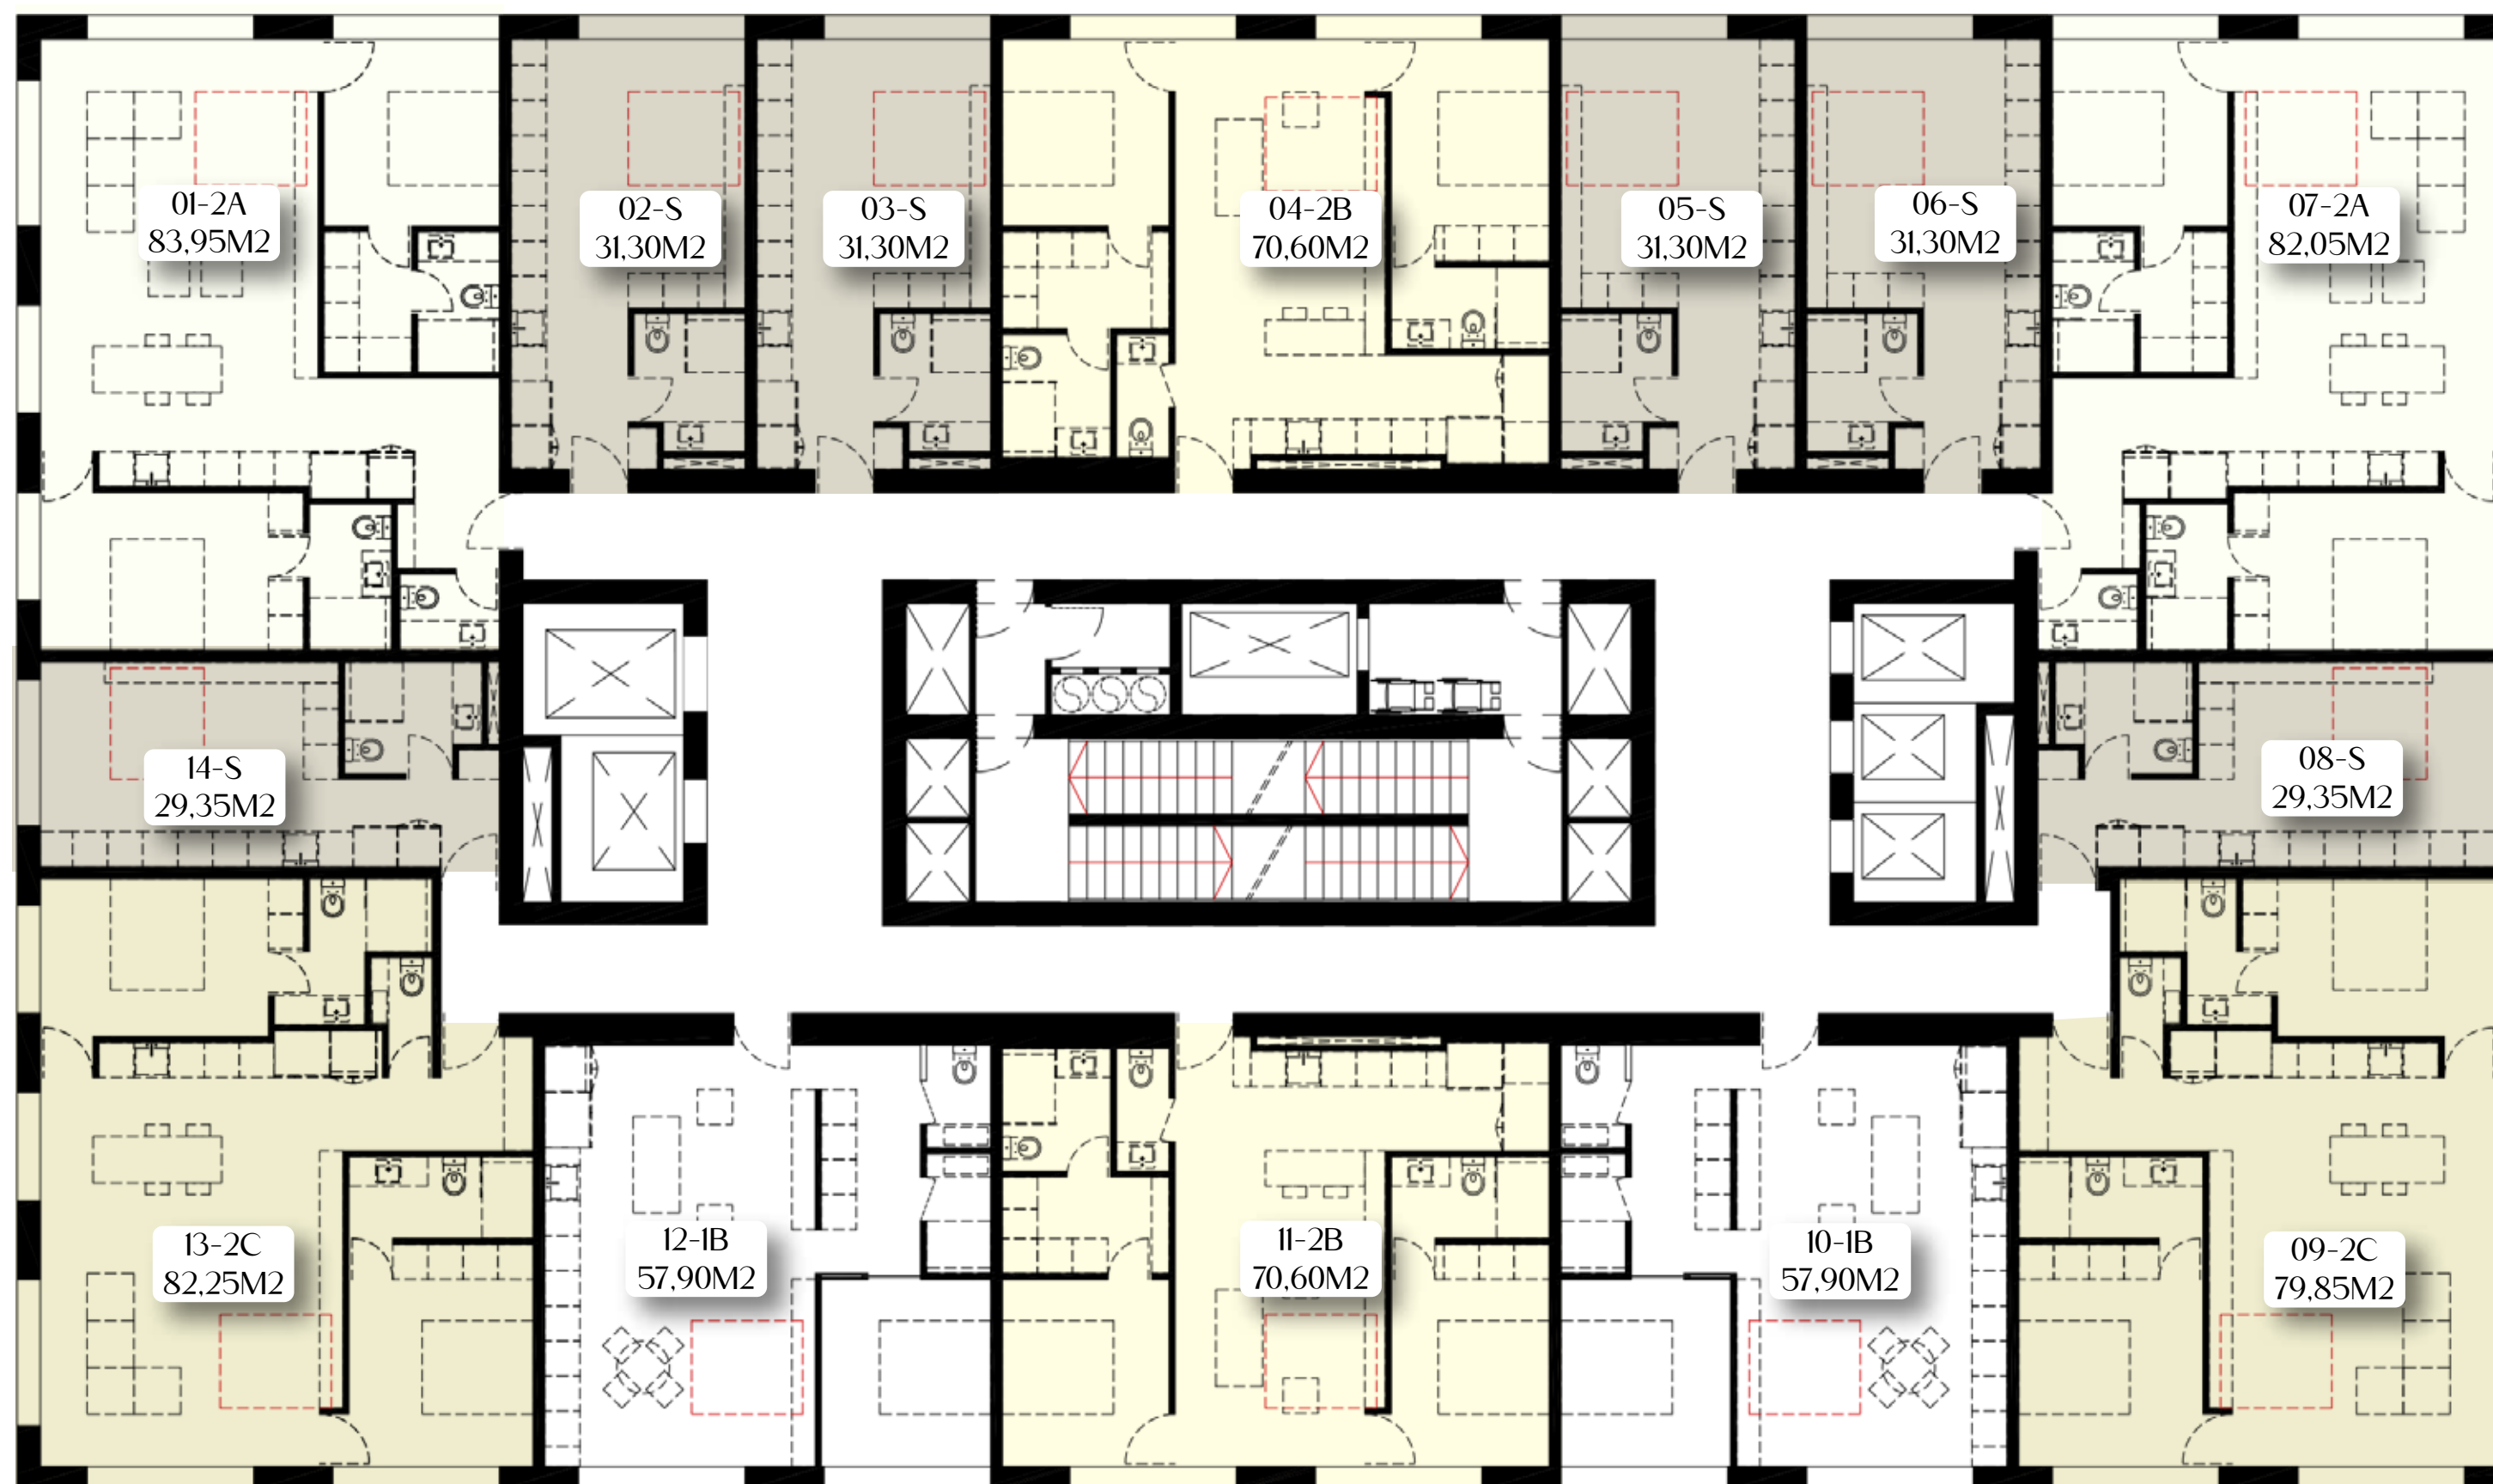 01-2A
83,95M2
02-S
31,30M2
03-S
31,30M2
04-2B
70,60M2
05-S
31,30M2
06-S
31,30M2
07-2A
82,05M2
14-S
29,35M2
08-S
29,35M2
13-2C
82,25M2
12-1B
57,90M2
11-2B
70,60M2
10-1B
57,90M2
09-2C
79,85M2